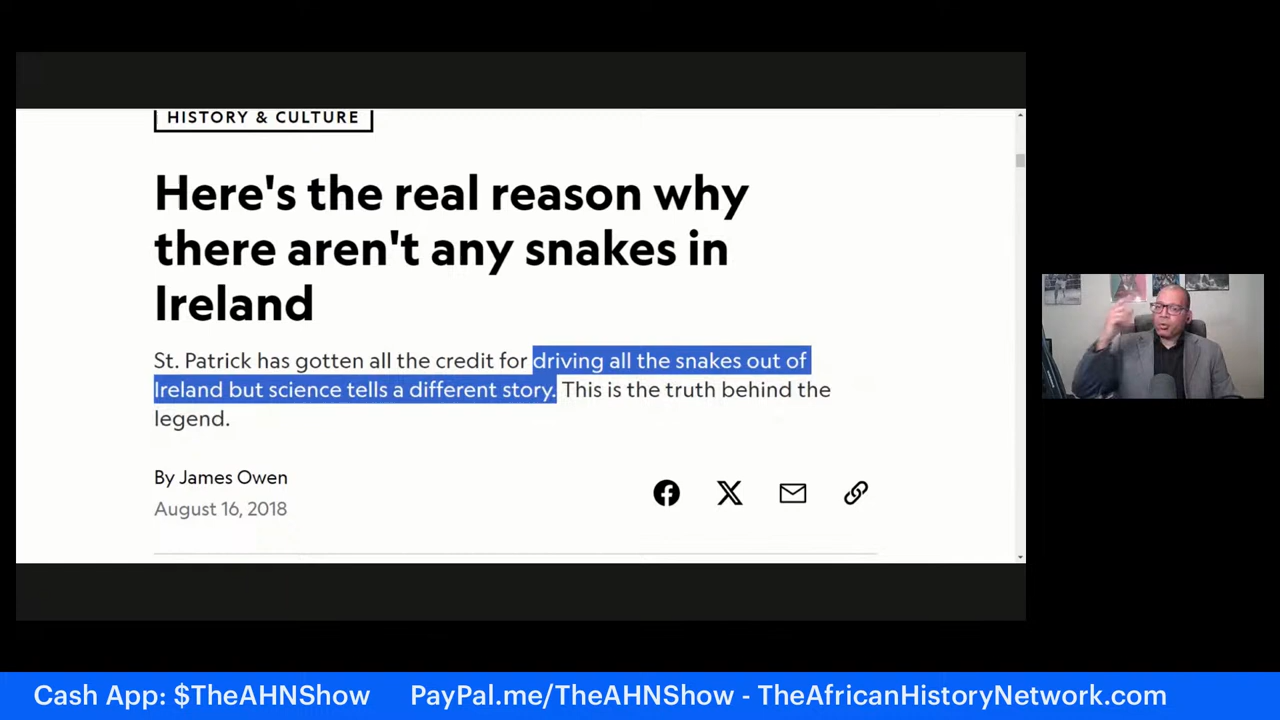 HISTORY & CULTURE
Here's the real reason why
there aren't any snakes in
Ireland
St. Patrick has gotten all the credit for driving all the snakes out of
Ireland but science tells a different story. This is the truth behind the
legend.
By James Owen
August 16, 2018
Cash App: $TheAHNShow PayPal.me/TheAHNShow - TheAfricanHistoryNetwork.com